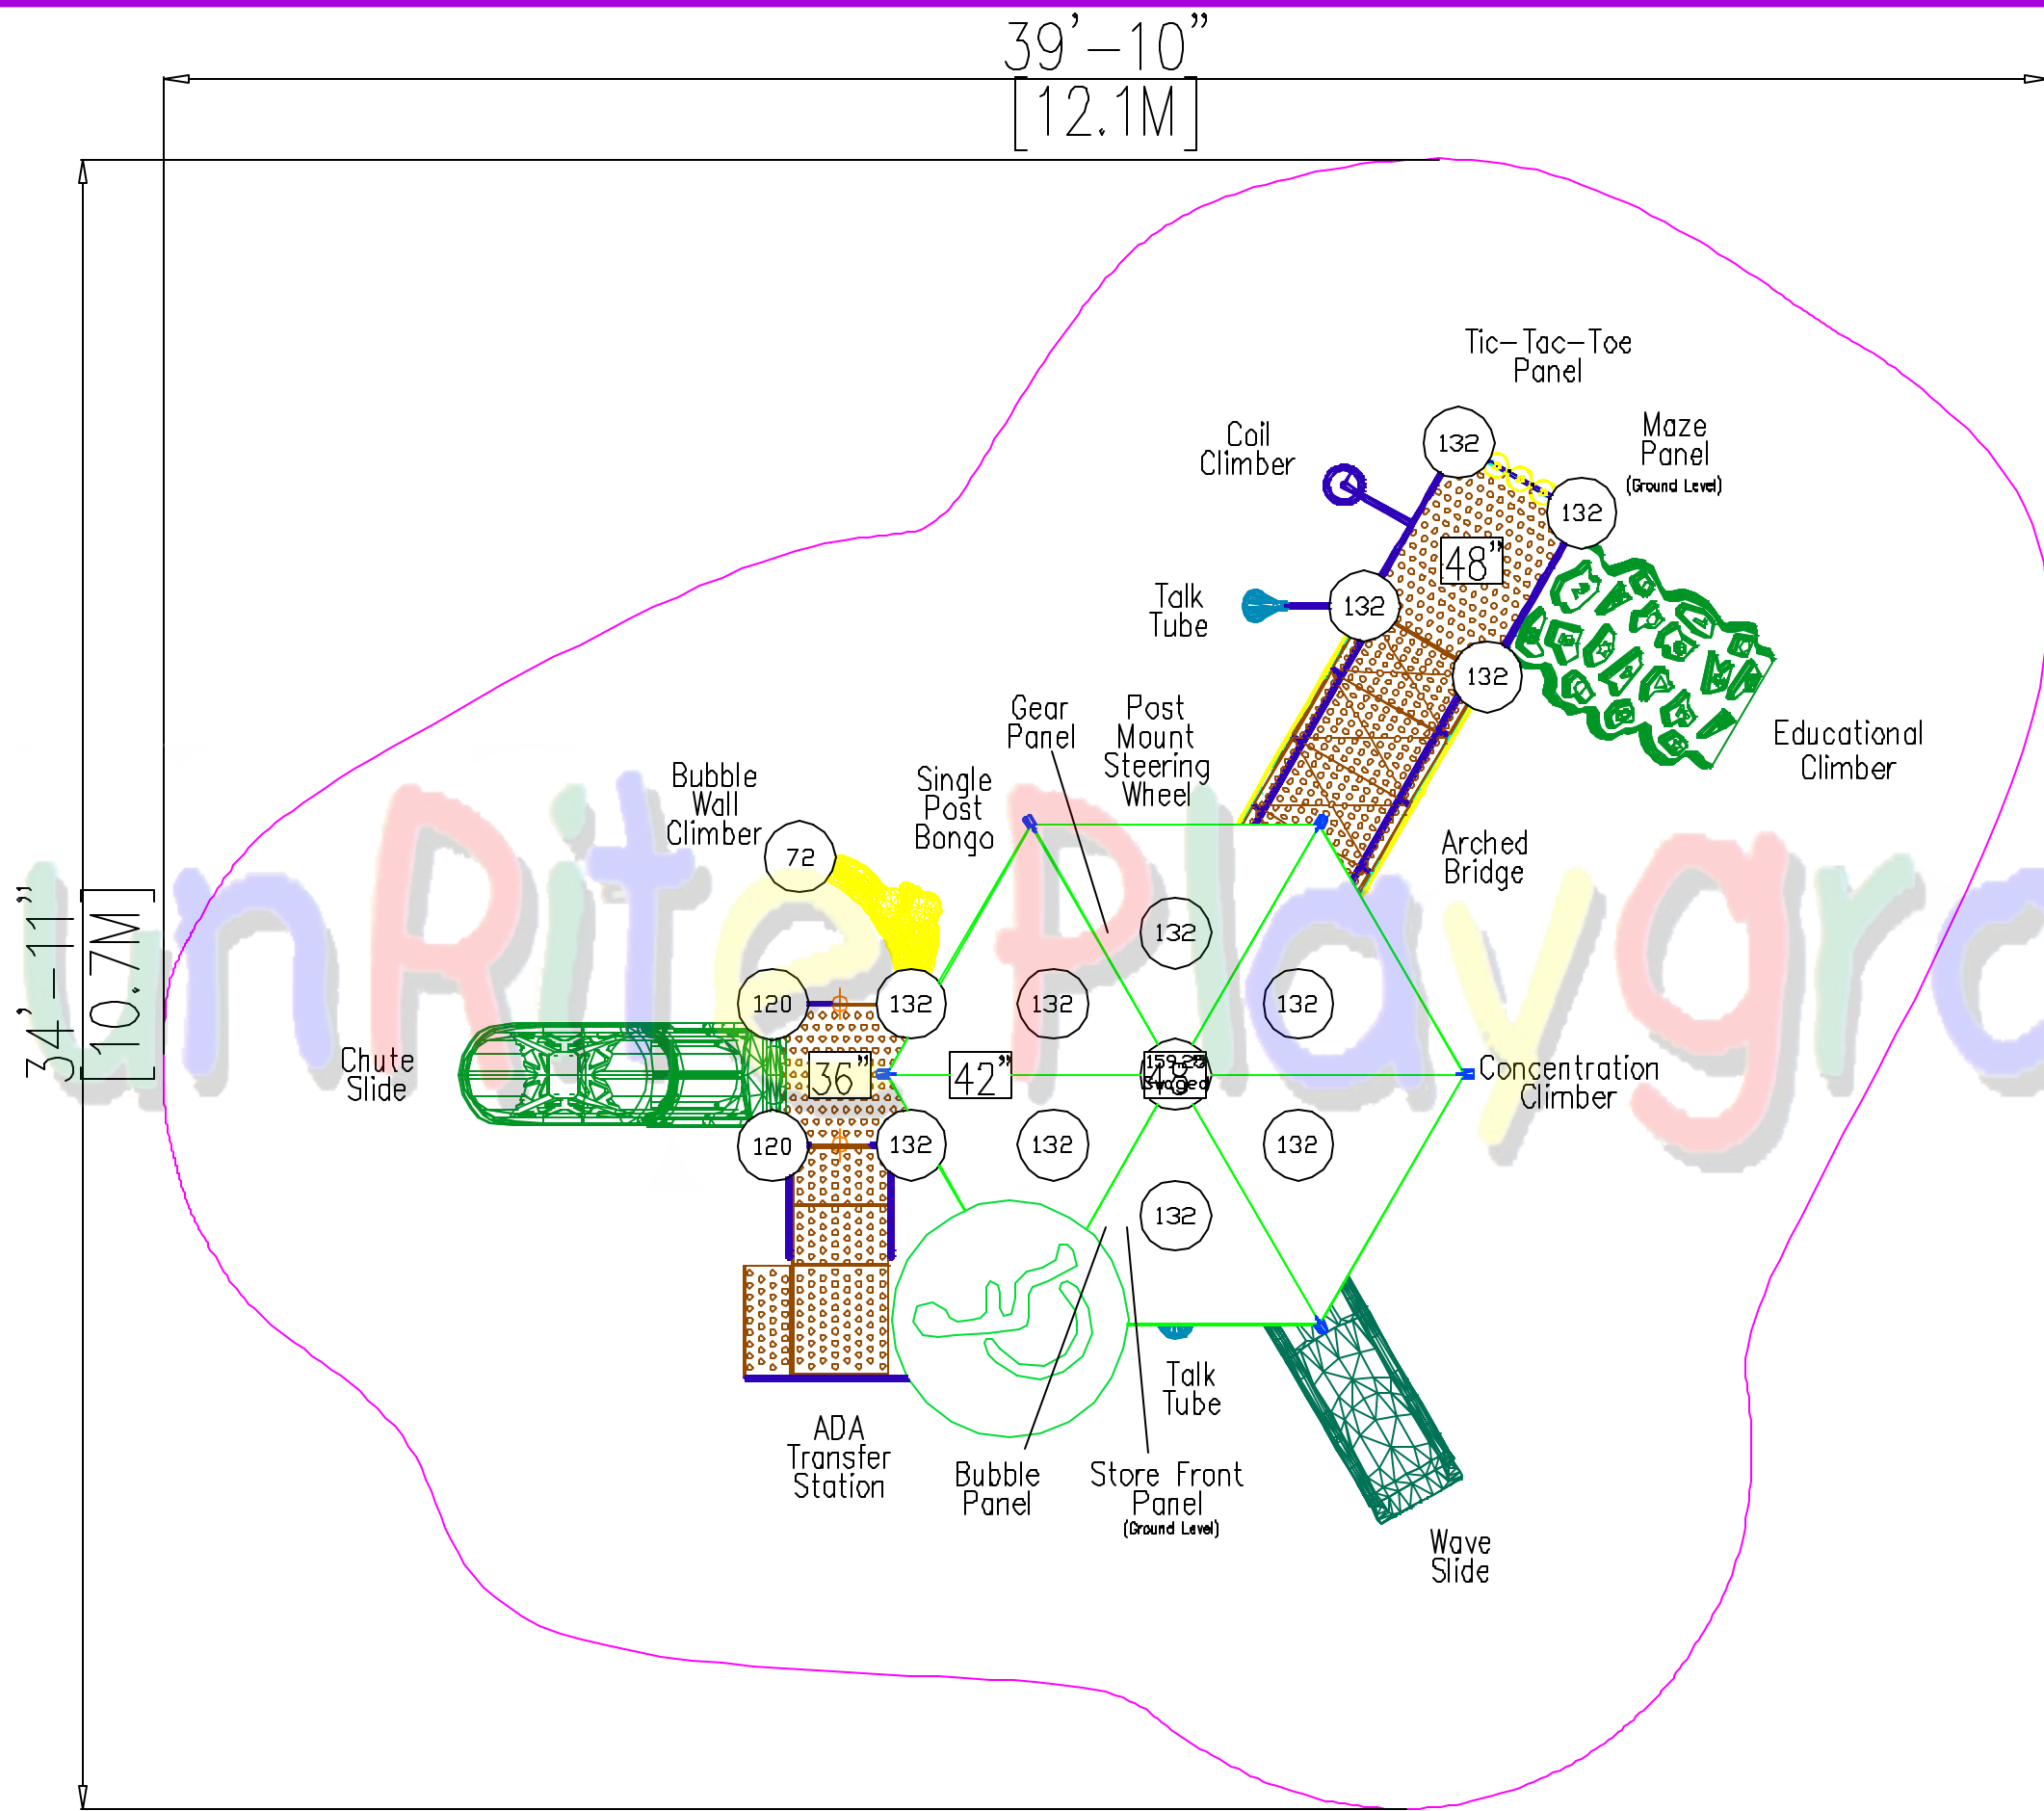 39'-10"
[12.1M]
34'-11"
[10.7M]
Tic-Tac-Toe
Panel
Maze
Panel
(Ground Level)
Coil
Climber
132
132
48"
Talk
Tube
132
132
Educational
Climber
Gear
Panel
Post
Mount
Steering
Wheel
Bubble
Wall
Climber
Single
Post
Bongo
Arched
Bridge
72
132
120
132
132
132
Chute
Slide
36"
42"
48"
Concentration
Climber
120
132
132
132
132
Talk
Tube
ADA
Transfer
Station
Bubble
Panel
Store Front
Panel
(Ground Level)
Wave
Slide
unRite Playgro